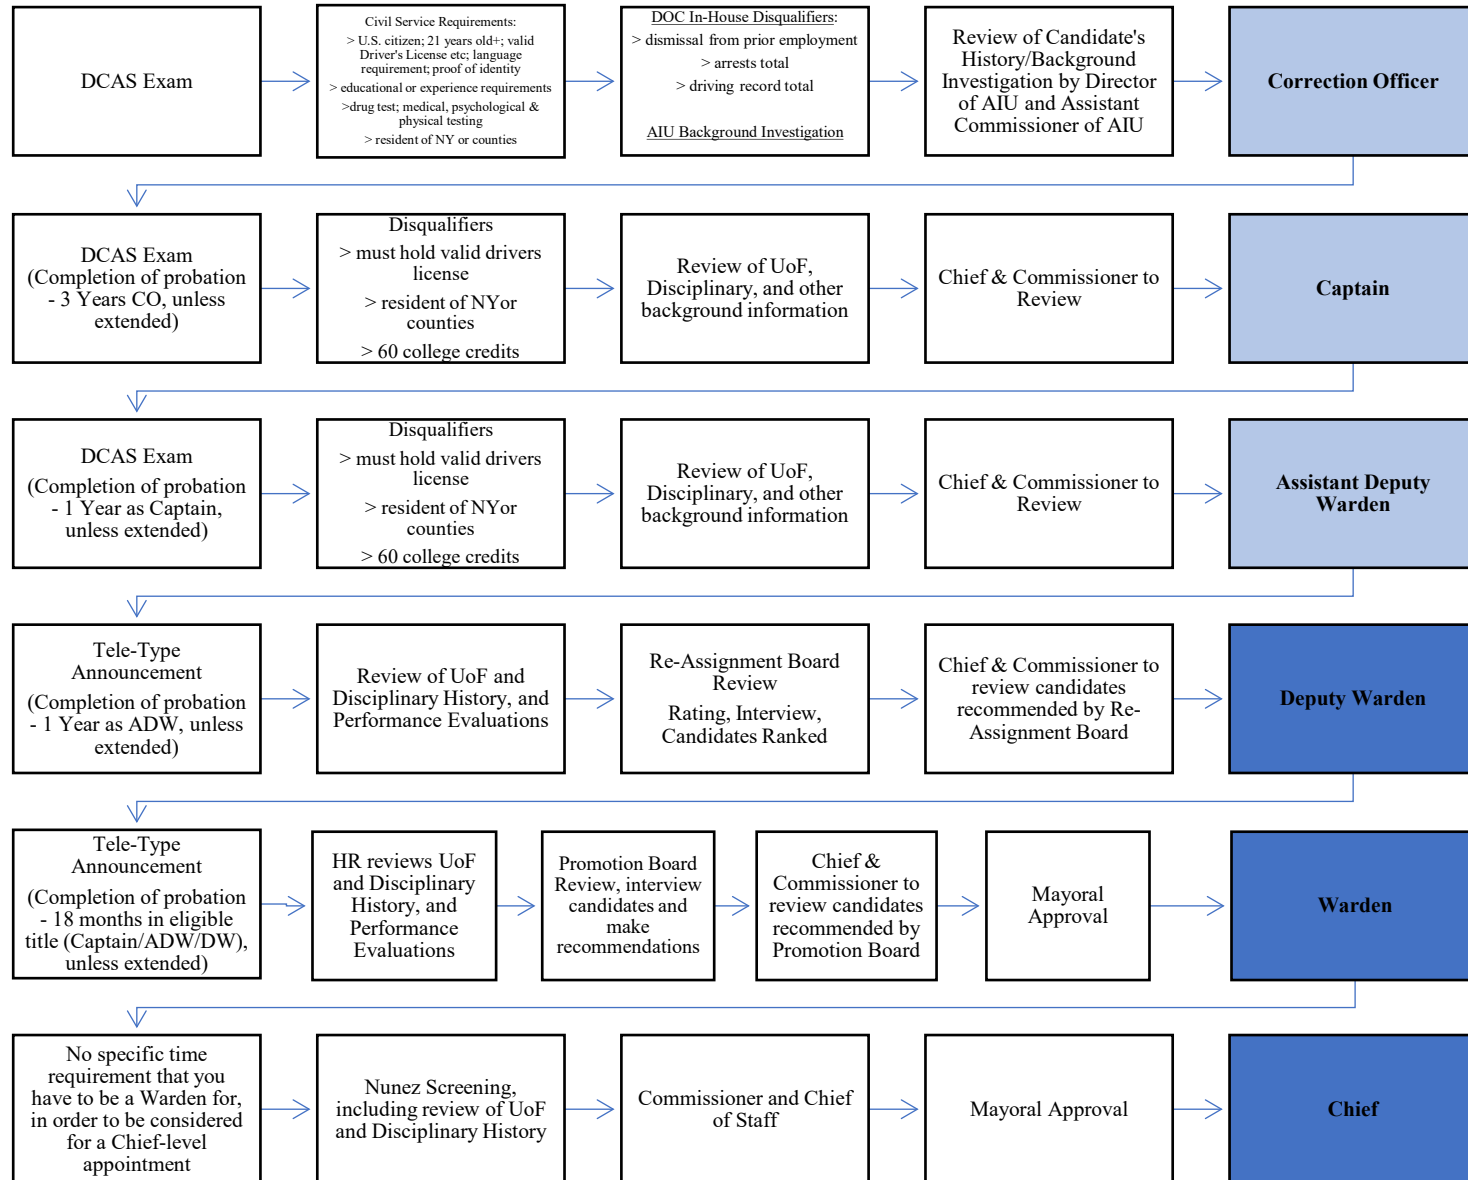 DCAS Exam
Civil Service Requirements:
> U.S. citizen; 21 years old+; valid
Driver's License etc; language
requirement; proof of identity
> educational or experience requirements
>drug test; medical, psychological &
physical testing
> resident of NY or counties
DOC In-House Disqualifiers:
> dismissal from prior employment
> arrests total
> driving record total
AIU Background Investigation
Review of Candidate's
History/Background
Investigation by Director
of AIU and Assistant
Commissioner of AIU
Correction Officer
DCAS Exam
(Completion of probation
- 3 Years CO, unless
extended)
Disqualifiers
> must hold valid drivers
license
> resident of NYor
counties
> 60 college credits
Review of UoF,
Disciplinary, and other
background information
Chief & Commissioner to
Review
Captain
DCAS Exam
(Completion of probation
- 1 Year as Captain,
unless extended)
Disqualifiers
> must hold valid drivers
license
> resident of NYor
counties
> 60 college credits
Review of UoF,
Disciplinary, and other
background information
Chief & Commissioner to
Review
Assistant Deputy
Warden
Tele-Type
Announcement
(Completion of probation
- 1 Year as ADW, unless
extended)
Review of UoF and
Disciplinary History, and
Performance Evaluations
Re-Assignment Board
Review
Rating, Interview,
Candidates Ranked
Chief & Commissioner to
review candidates
recommended by Re-
Assignment Board
Deputy Warden
Tele-Type
Announcement
(Completion of probation
- 18 months in eligible
title (Captain/ADW/DW),
unless extended)
HR reviews UoF
and Disciplinary
History, and
Performance
Evaluations
Promotion Board
Review, interview
candidates and
make
recommendations
Chief &
Commissioner to
review candidates
recommended by
Promotion Board
Mayoral
Approval
Warden
No specific time
requirement that you
have to be a Warden for,
in order to be considered
for a Chief-level
appointment
Nunez Screening,
including review of UoF
and Disciplinary History
Commissioner and Chief
of Staff
Mayoral Approval
Chief